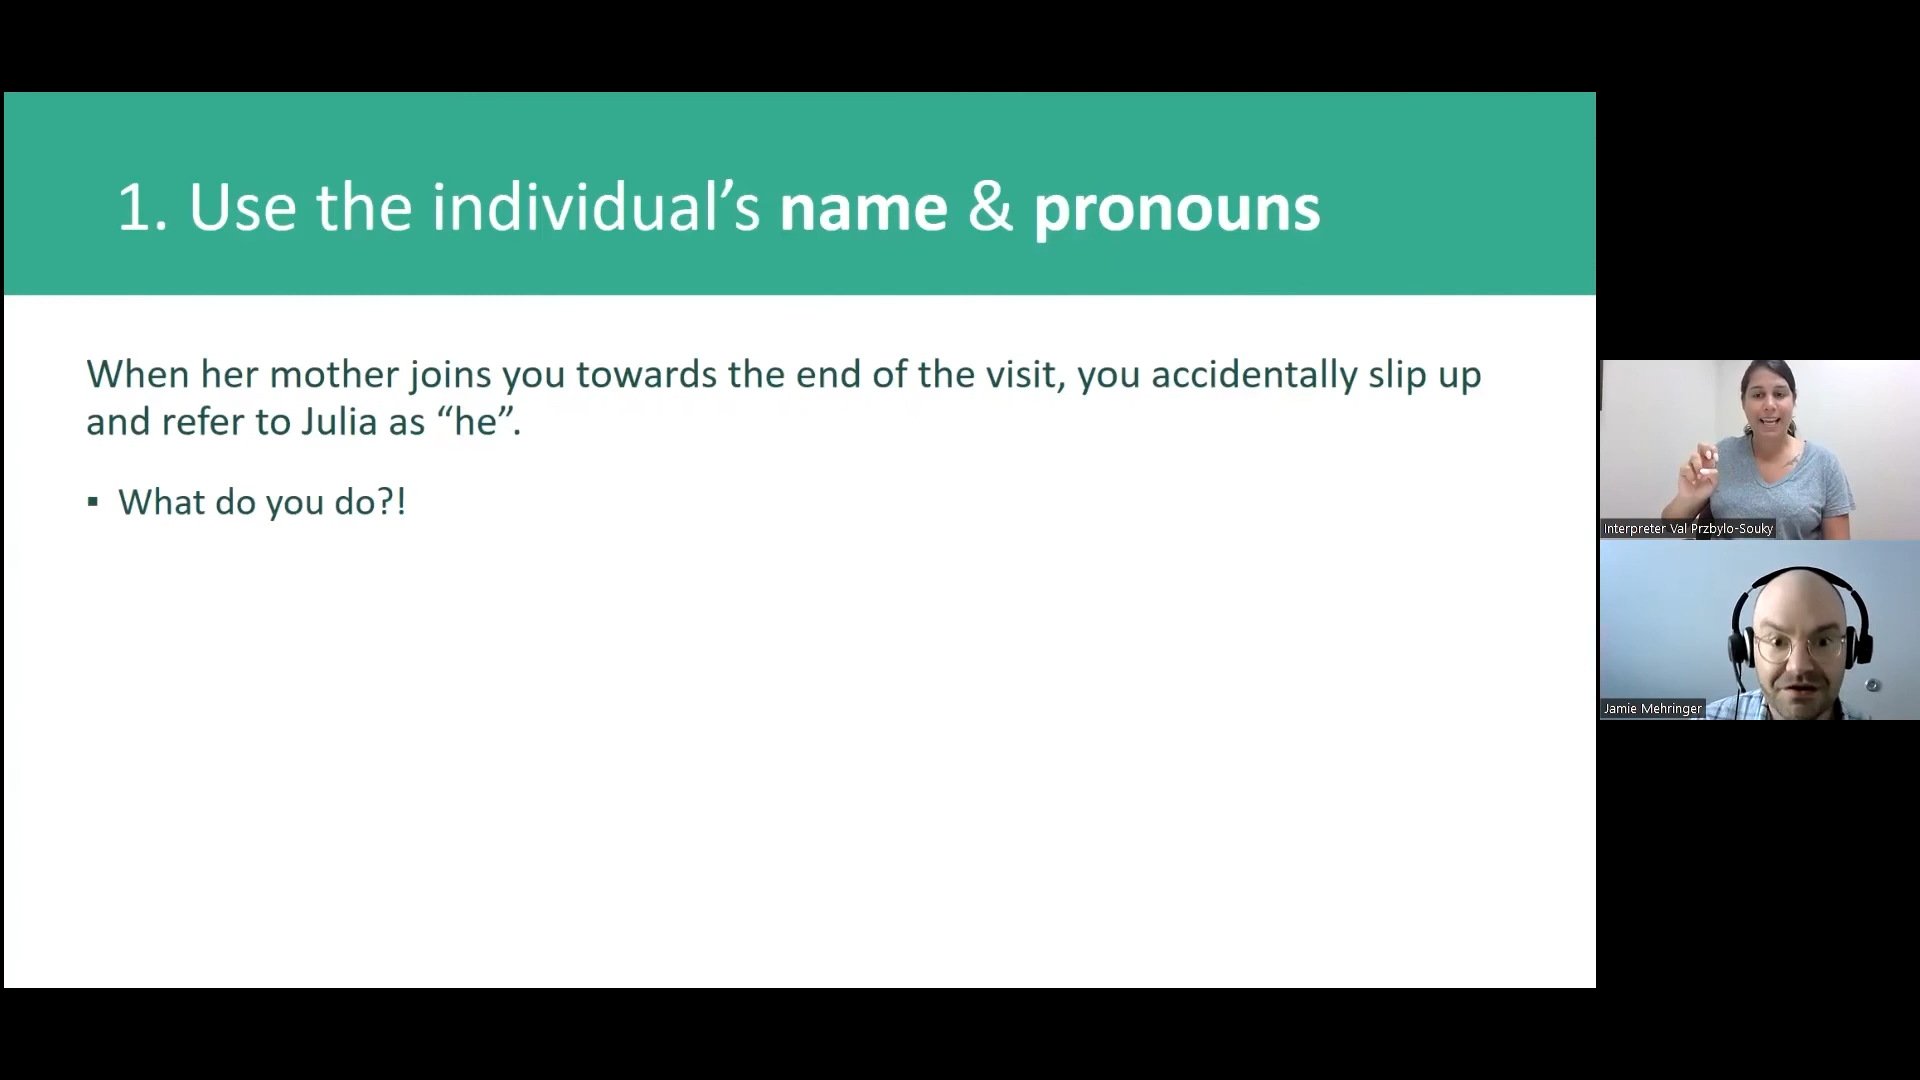 1. Use the individual’s name & pronouns
When her mother joins you towards the end of the visit, you accidentally slip up
and refer to Julia as “he”.
▪ What do you do?!
Interpreter Val Przbylo-Souky
Jamie Mehringer